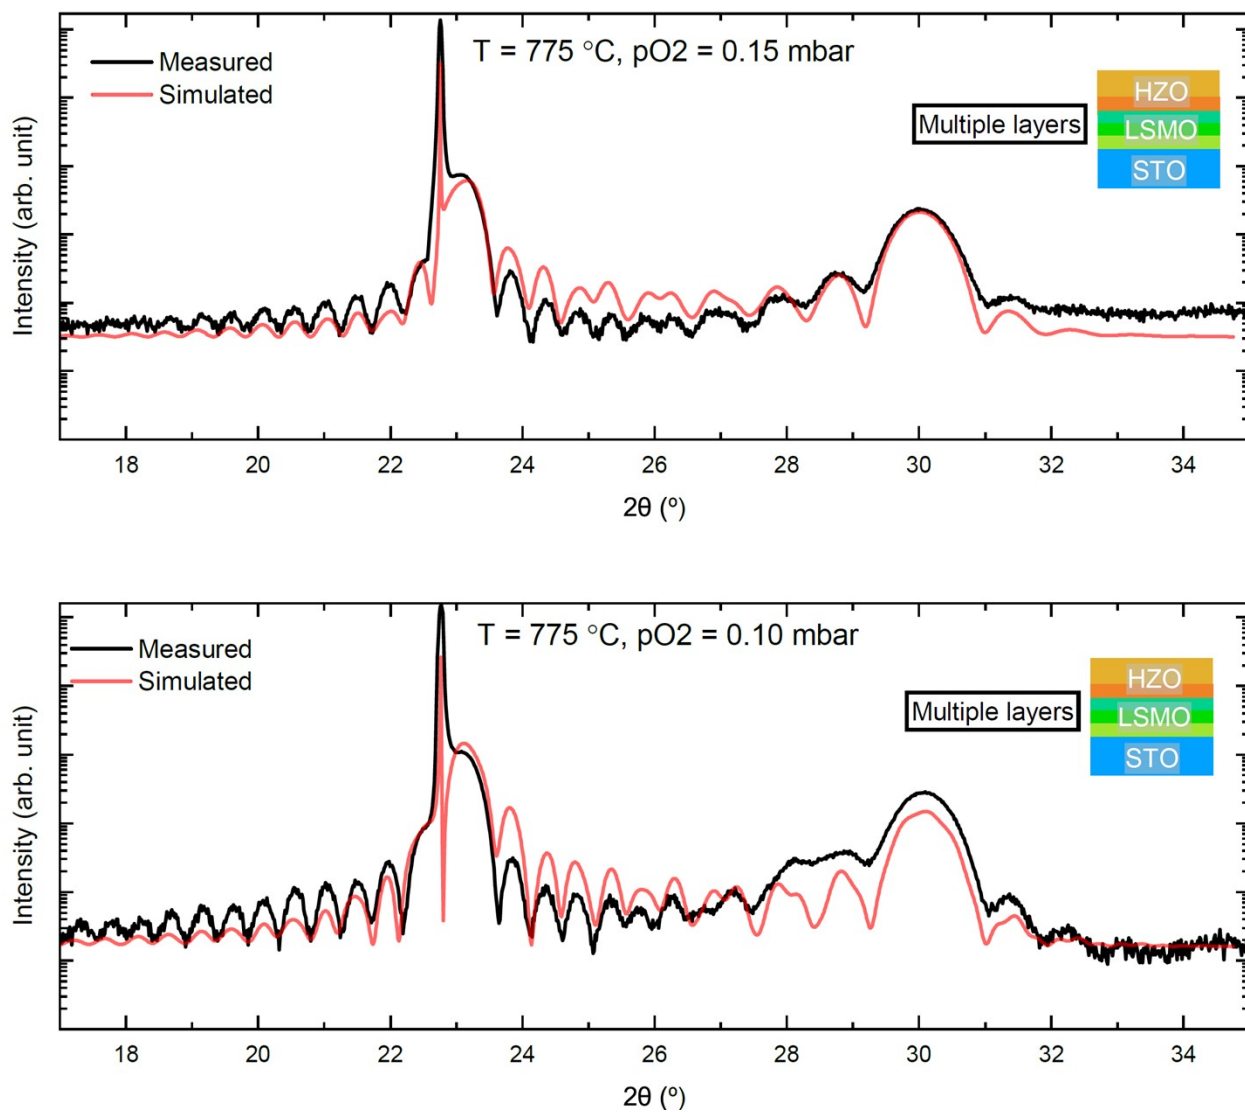 T = 775 °C, pO2 = 0.15 mbar
Measured
Simulated
Multiple layers
HZO
LSMO
STO
Intensity (arb. unit)
18 20 22 24 26 28 30 32 34
2θ (º)
T = 775 °C, pO2 = 0.10 mbar
Measured
Simulated
Multiple layers
HZO
LSMO
STO
Intensity (arb. unit)
18 20 22 24 26 28 30 32 34
2θ (º)